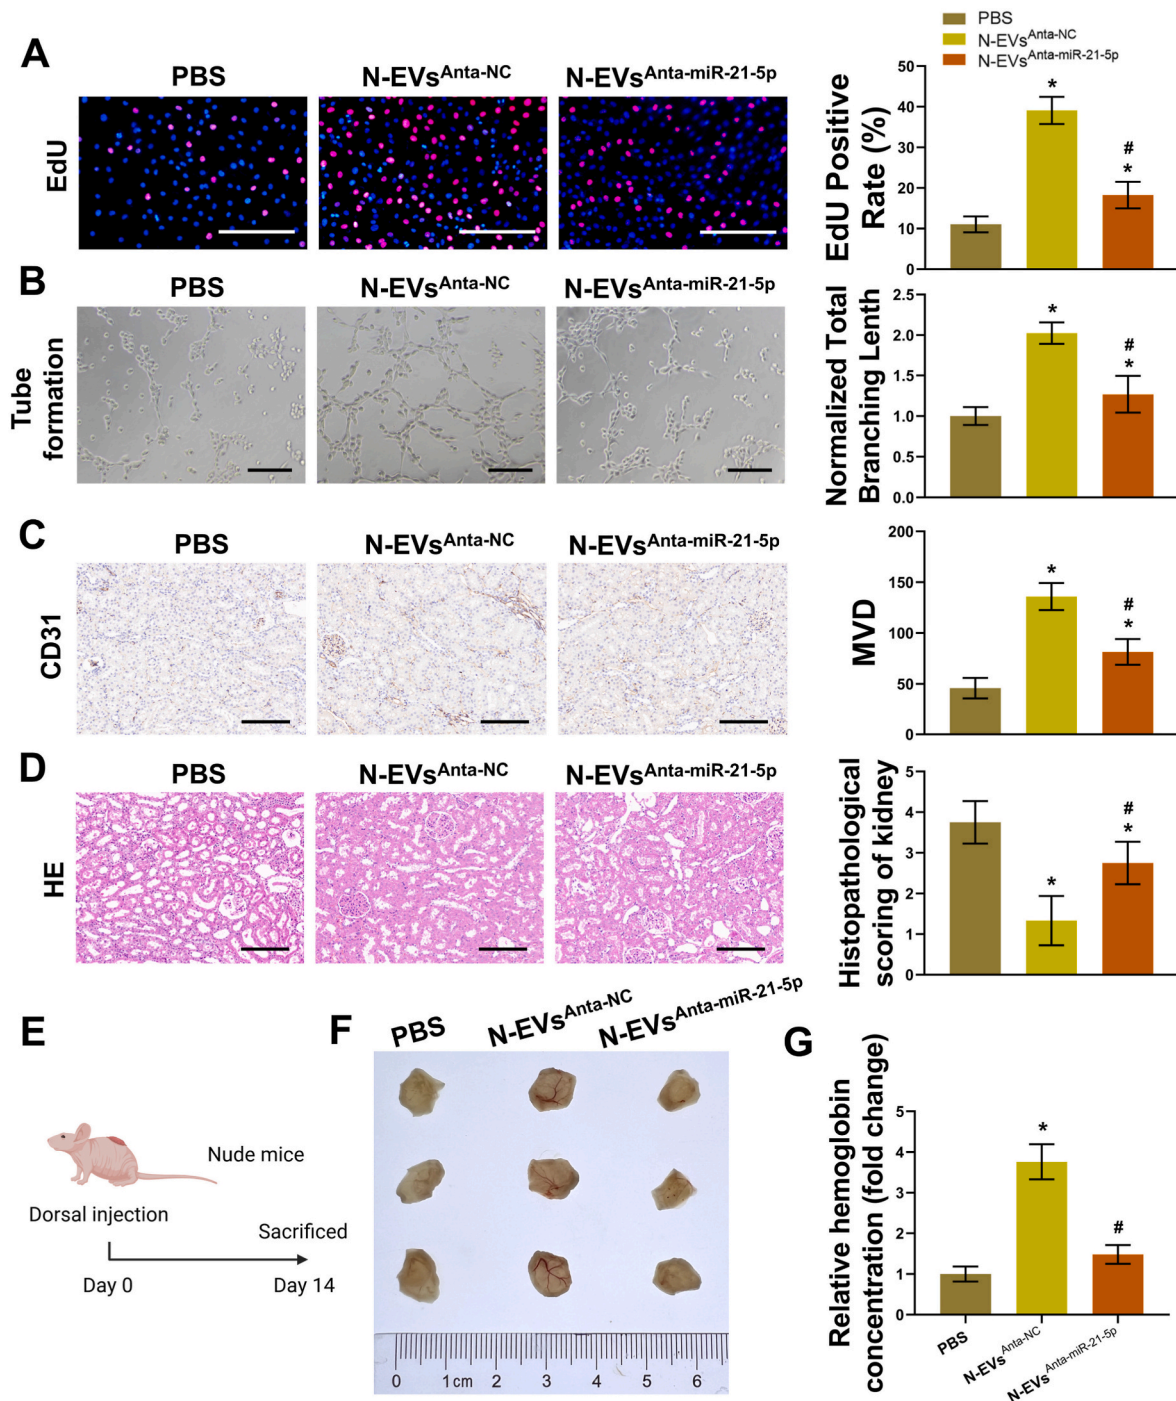 PBS
N-EVsAnta-NC
N-EVsAnta-miR-21-5p
A
PBS
N-EVsAnta-NC
N-EVsAnta-miR-21-5p
EdU
EdU Positive
Rate (%)
50
40
30
20
10
0
*
#
*
B
PBS
N-EVsAnta-NC
N-EVsAnta-miR-21-5p
Tube
formation
Normalized Total
Branching Lenth
2.5
2.0
1.5
1.0
0.5
0.0
*
#
*
C
PBS
N-EVsAnta-NC
N-EVsAnta-miR-21-5p
CD31
MVD
200
150
100
50
0
*
#
*
D
PBS
N-EVsAnta-NC
N-EVsAnta-miR-21-5p
HE
Histopathological
scoring of kidney
5
4
3
2
1
0
*
#
*
E
Nude mice
Dorsal injection
Sacrificed
Day 0
Day 14
F
PBS
N-EVsAnta-NC
N-EVsAnta-miR-21-5p
0 1cm 2 3 4 5 6
G
Relative hemoglobin
concentration (fold change)
5
4
3
2
1
0
*
#
PBS
N-EVsAnta-NC
N-EVsAnta-miR-21-5p